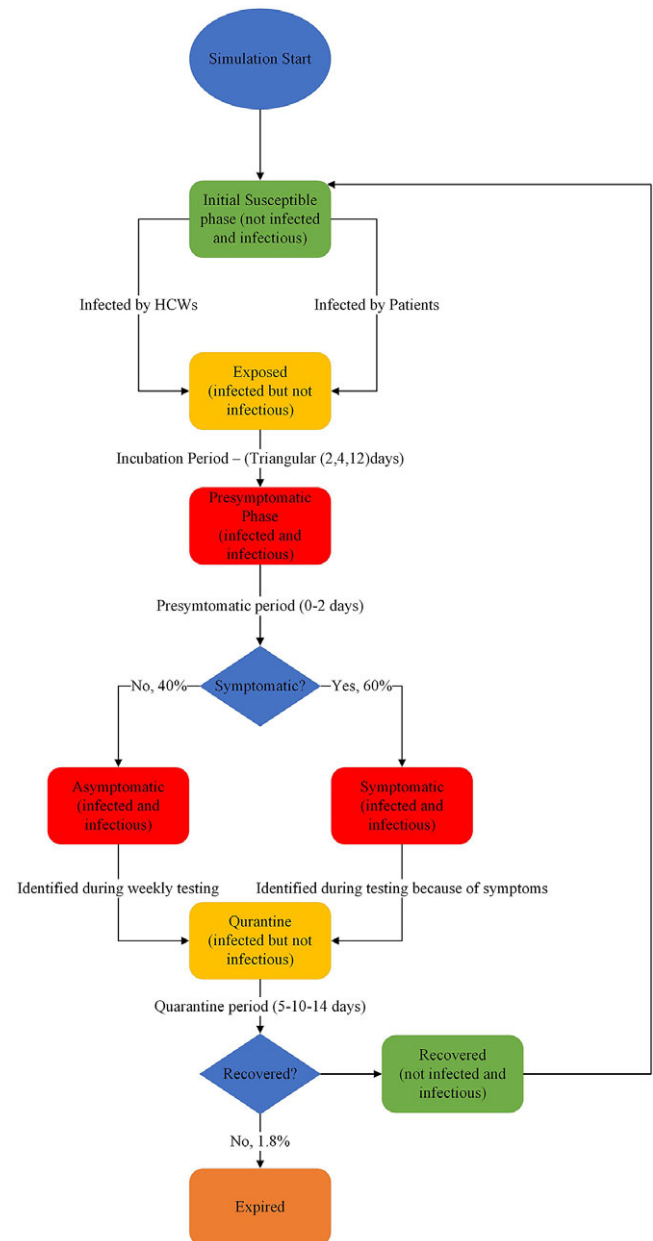 Simulation Start
Initial Susceptible
phase (not infected
and infectious)
Infected by HCWs
Infected by Patients
Exposed
(infected but not
infectious)
Incubation Period – (Triangular (2,4,12)days)
Presymptomatic
Phase
(infected and
infectious)
Presymtomatic period (0-2 days)
Symptomatic?
No, 40%
Yes, 60%
Asymptomatic
(infected and
infectious)
Symptomatic
(infected and
infectious)
Identified during weekly testing
Identified during testing because of symptoms
Qurantine
(infected but not
infectious)
Quarantine period (5-10-14 days)
Recovered?
Recovered
(not infected and
infectious)
No, 1.8%
Expired